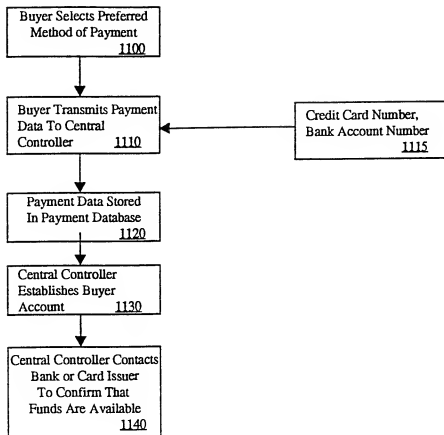 Buyer Selects Preferred
Method of Payment
1100
Buyer Transmits Payment
Data To Central
Controller 1110
Credit Card Number,
Bank Account Number
1115
Payment Data Stored
In Payment Database
1120
Central Controller
Establishes Buyer
Account 1130
Central Controller Contacts
Bank or Card Issuer
To Confirm That
Funds Are Available
1140